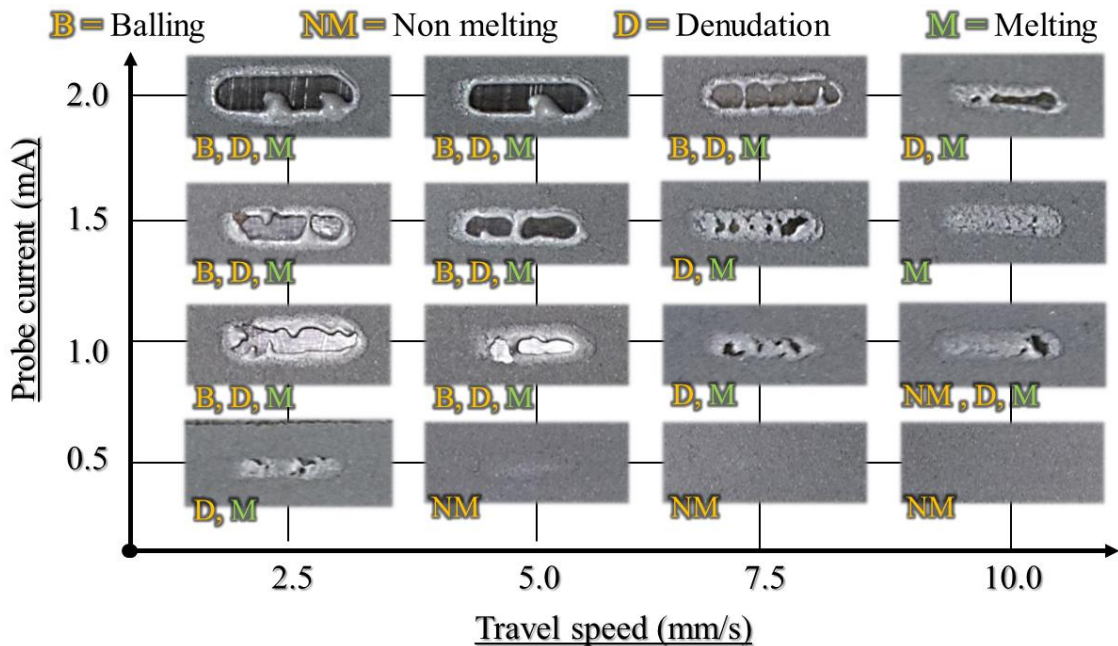 B = Balling NM = Non melting D = Denudation M = Melting
Probe current (mA)
2.0
B, D, M
B, D, M
B, D, M
D, M
1.5
B, D, M
B, D, M
D, M
M
1.0
B, D, M
B, D, M
D, M
NM , D, M
0.5
D, M
NM
NM
NM
2.5 5.0 7.5 10.0
Travel speed (mm/s)